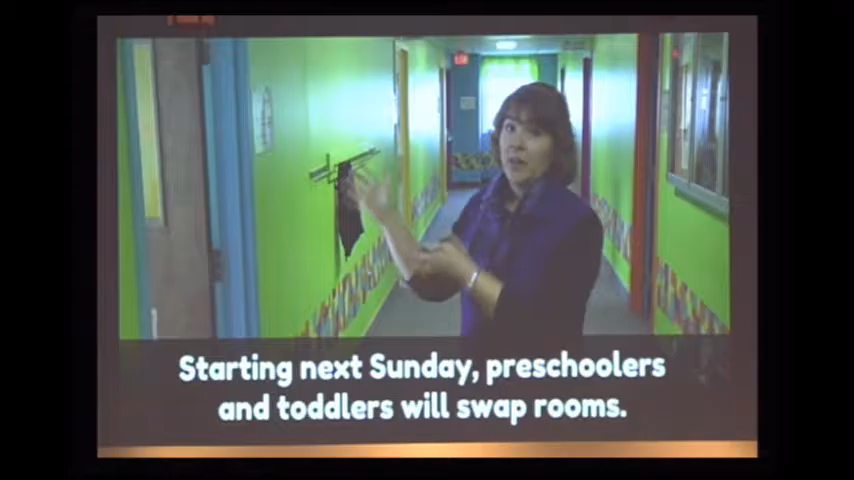 Starting next Sunday, preschoolers
and toddlers will swap rooms.